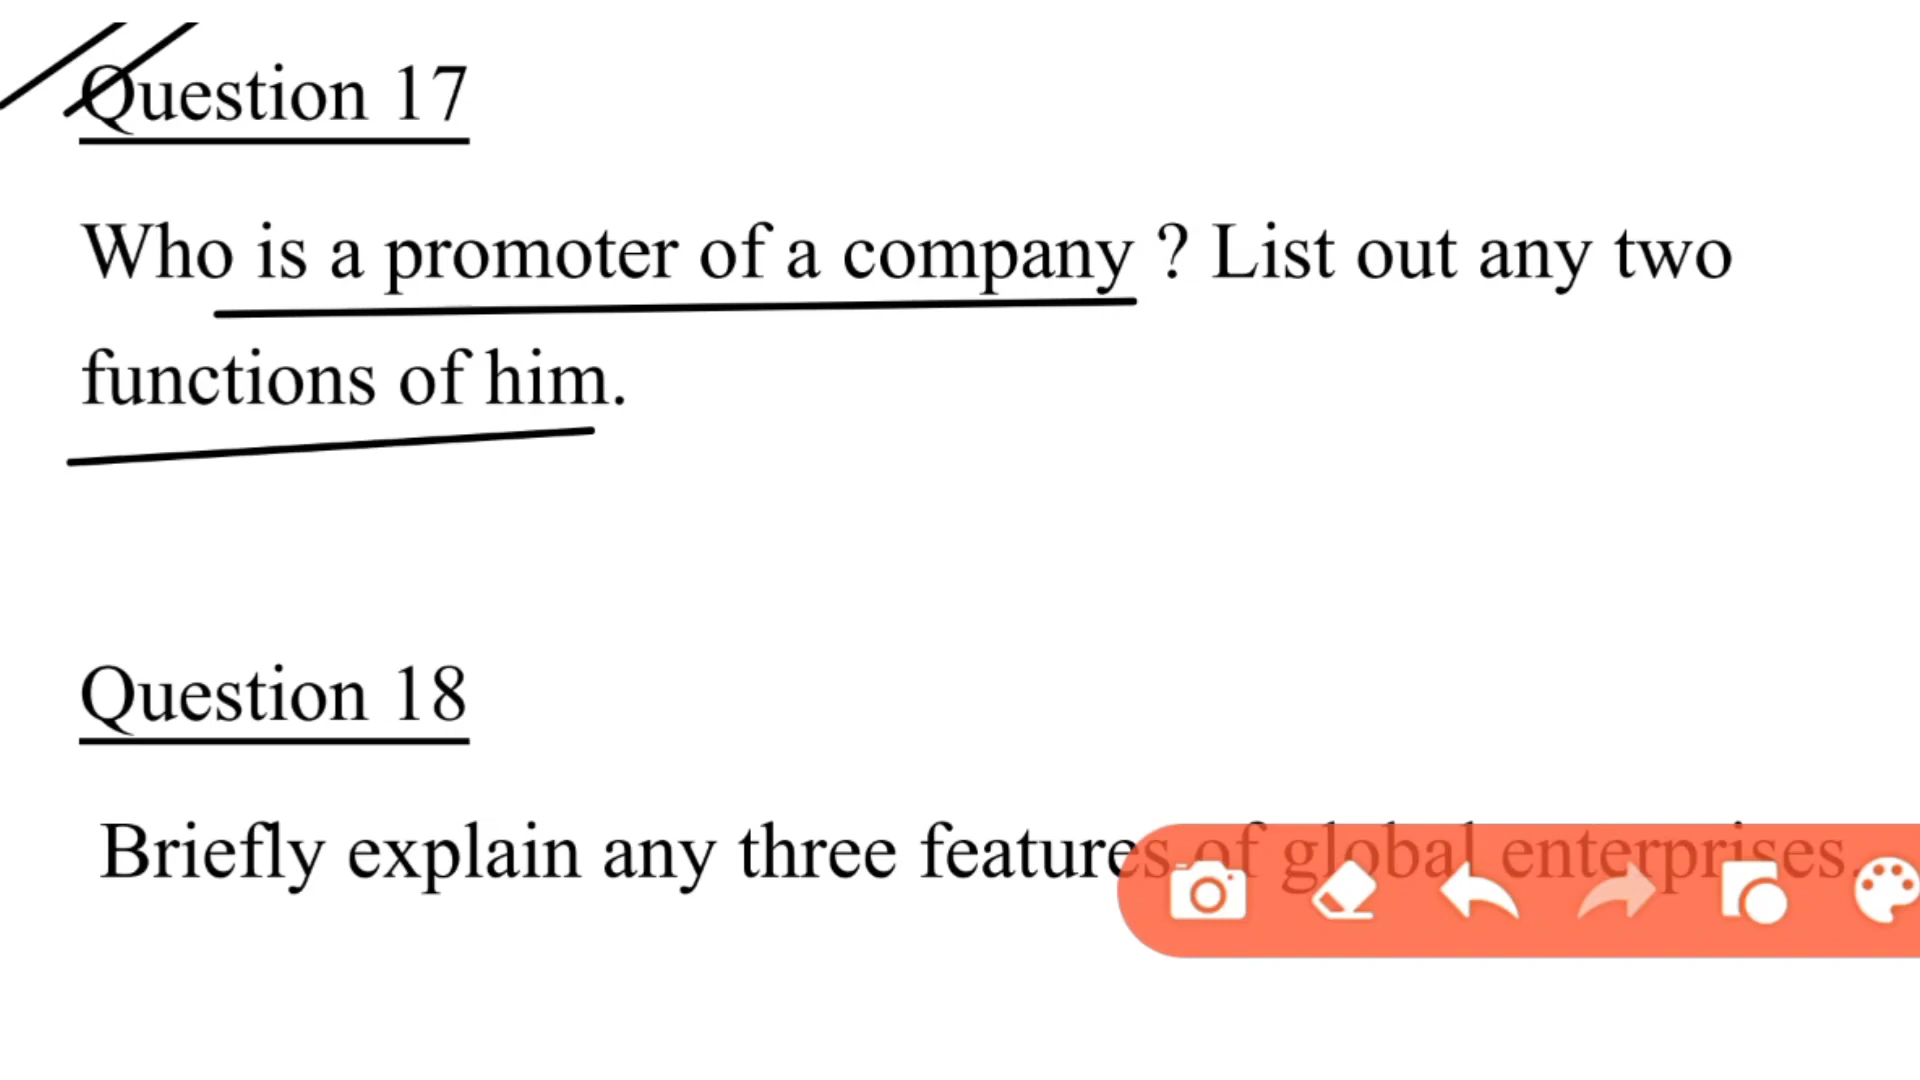 Question 17
Who is a promoter of a company ? List out any two
functions of him.
Question 18
Briefly explain any three features of global enterprises.